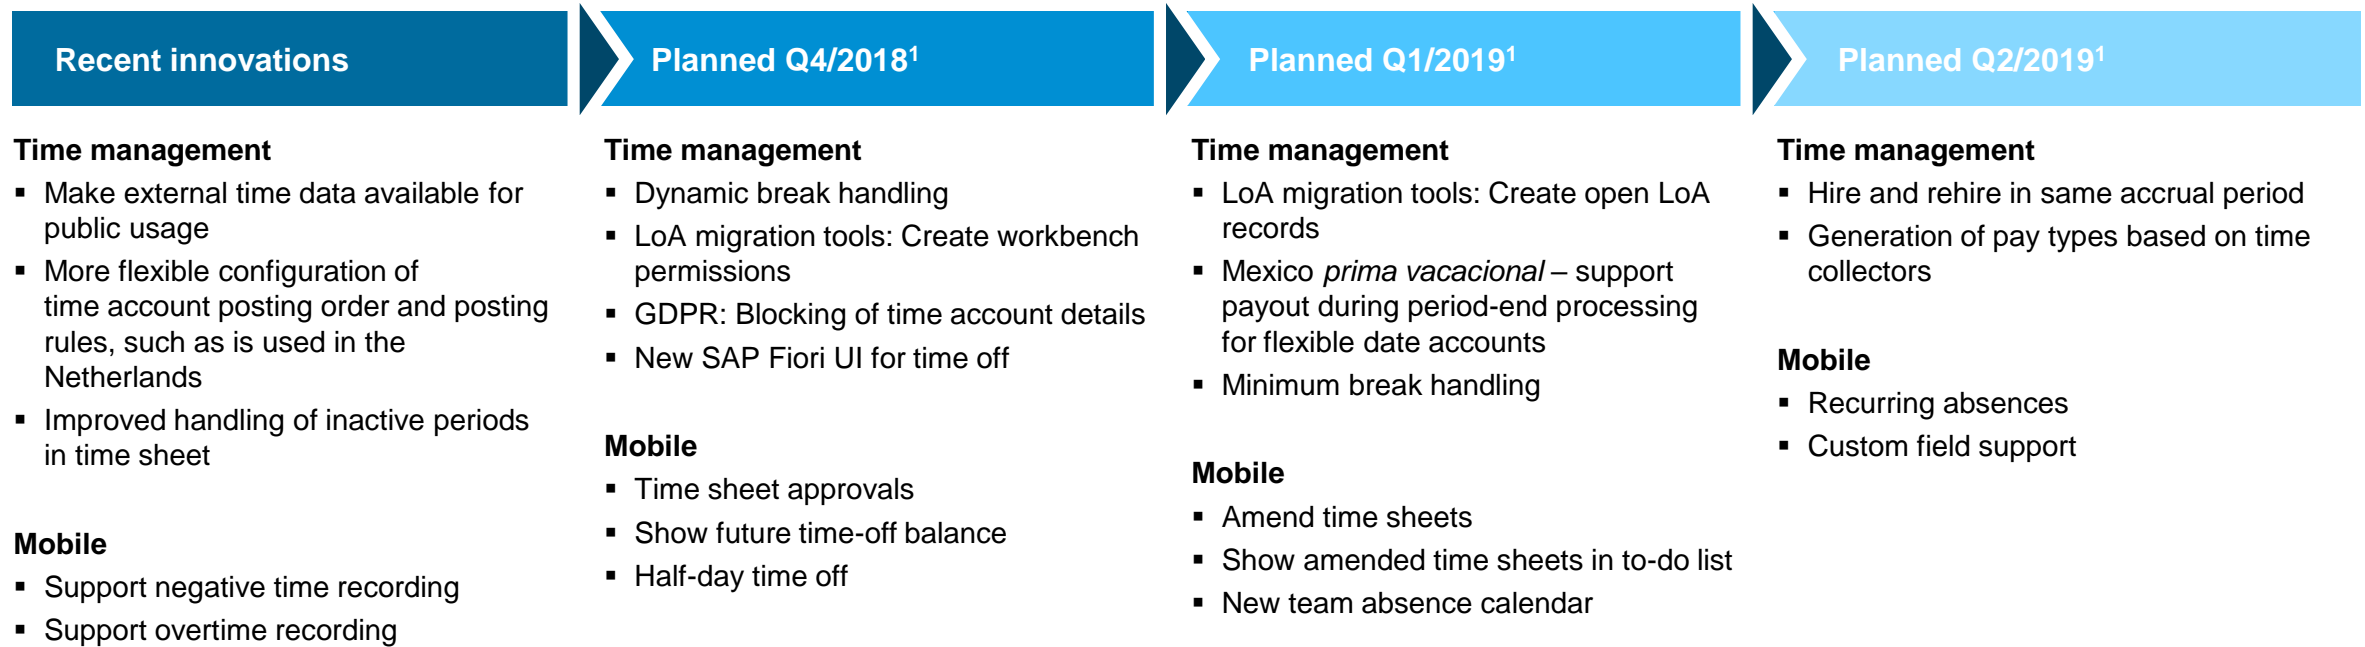 Recent innovations
Time management
▪ Make external time data available for
public usage
▪ More flexible configuration of
time account posting order and posting
rules, such as is used in the
Netherlands
▪ Improved handling of inactive periods
in time sheet
Mobile
▪ Support negative time recording
▪ Support overtime recording
Planned Q4/2018¹
Time management
▪ Dynamic break handling
▪ LoA migration tools: Create workbench
permissions
▪ GDPR: Blocking of time account details
▪ New SAP Fiori UI for time off
Mobile
▪ Time sheet approvals
▪ Show future time-off balance
▪ Half-day time off
Planned Q1/2019¹
Time management
▪ LoA migration tools: Create open LoA
records
▪ Mexico prima vacacional – support
payout during period-end processing
for flexible date accounts
▪ Minimum break handling
Mobile
▪ Amend time sheets
▪ Show amended time sheets in to-do list
▪ New team absence calendar
Planned Q2/2019¹
Time management
▪ Hire and rehire in same accrual period
▪ Generation of pay types based on time
collectors
Mobile
▪ Recurring absences
▪ Custom field support